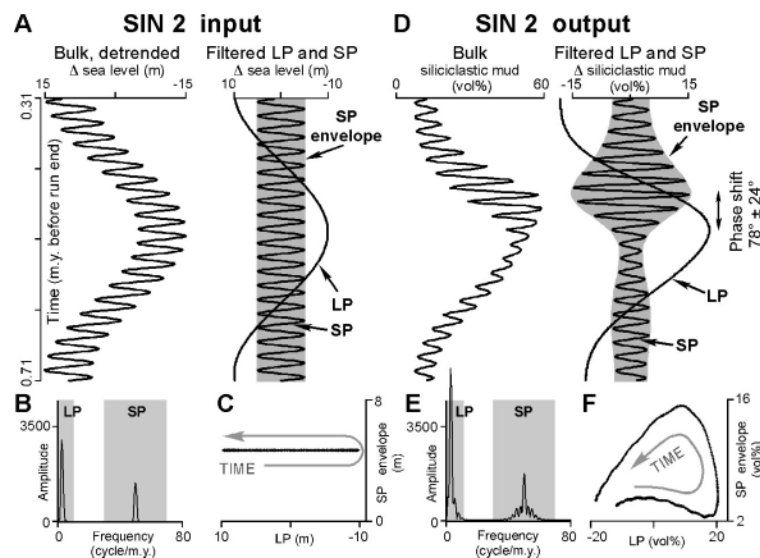 A SIN 2 input
Bulk, detrended
Δ sea level (m)
15 -15
Filtered LP and SP
Δ sea level (m)
10 -10
0.31
Time (m.y. before run end)
0.71
SP
envelope
LP
SP
D SIN 2 output
Bulk
siliciclastic mud
(vol%)
0 60
Filtered LP and SP
Δ siliciclastic mud
(vol%)
-15 15
SP
envelope
Phase shift
78° ± 24°
LP
SP
B
LP SP
3500
Amplitude
0
0 80
Frequency
(cycle/m.y.)
C
TIME
8
SP envelope
(m)
0
10 LP (m) -10
E
LP SP
3500
Amplitude
0
0 80
Frequency
(cycle/m.y.)
F
TIME
16
SP envelope
(vol%)
2
-20 20
LP (vol%)